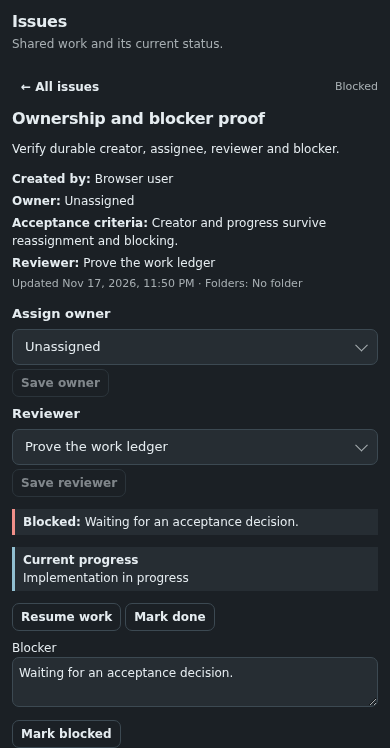 Issues
Shared work and its current status.
← All issues
Blocked
Ownership and blocker proof
Verify durable creator, assignee, reviewer and blocker.
Created by: Browser user
Owner: Unassigned
Acceptance criteria: Creator and progress survive
reassignment and blocking.
Reviewer: Prove the work ledger
Updated Nov 17, 2026, 11:50 PM · Folders: No folder
Assign owner
Unassigned
Save owner
Reviewer
Prove the work ledger
Save reviewer
Blocked: Waiting for an acceptance decision.
Current progress
Implementation in progress
Resume work
Mark done
Blocker
Waiting for an acceptance decision.
Mark blocked